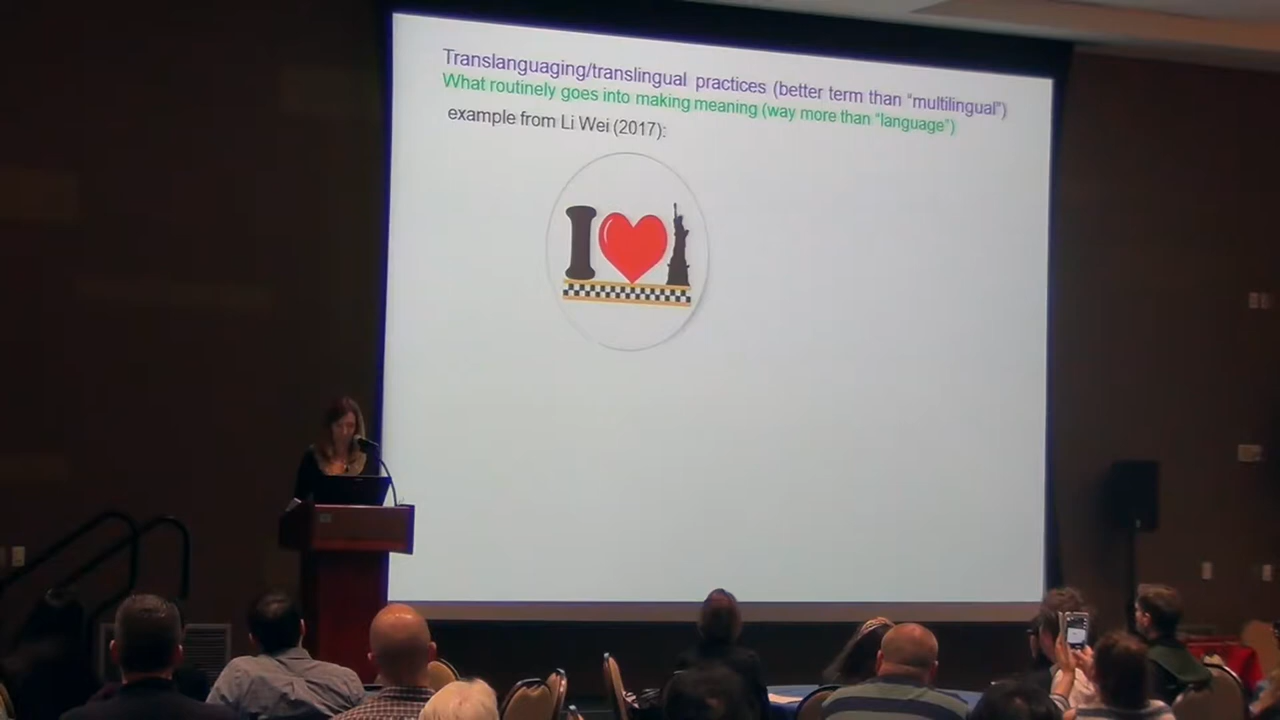 Translanguaging/translingual practices (better term than "multilingual")
What routinely goes into making meaning (way more than "language")
example from Li Wei (2017):
I